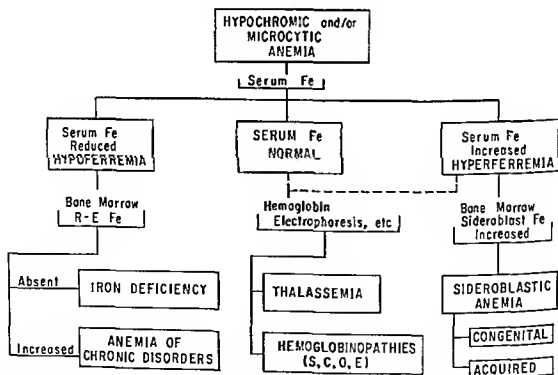 HYPOCHROMIC and/or
MICROCYTIC
ANEMIA
Serum Fe
Serum Fe
Reduced
HYPOFERREMIA
SERUM Fe
NORMAL
Serum Fe
Increased
HYPERFERREMIA
Bone Marrow
R-E Fe
Hemoglobin
Electrophoresis, etc
Bone Marrow
Sideroblast Fe
Increased
Absent
IRON DEFICIENCY
THALASSEMIA
SIDEROBLASTIC
ANEMIA
Increased
ANEMIA OF
CHRONIC DISORDERS
HEMOGLOBINOPATHIES
(S, C, O, E)
CONGENITAL
ACQUIRED